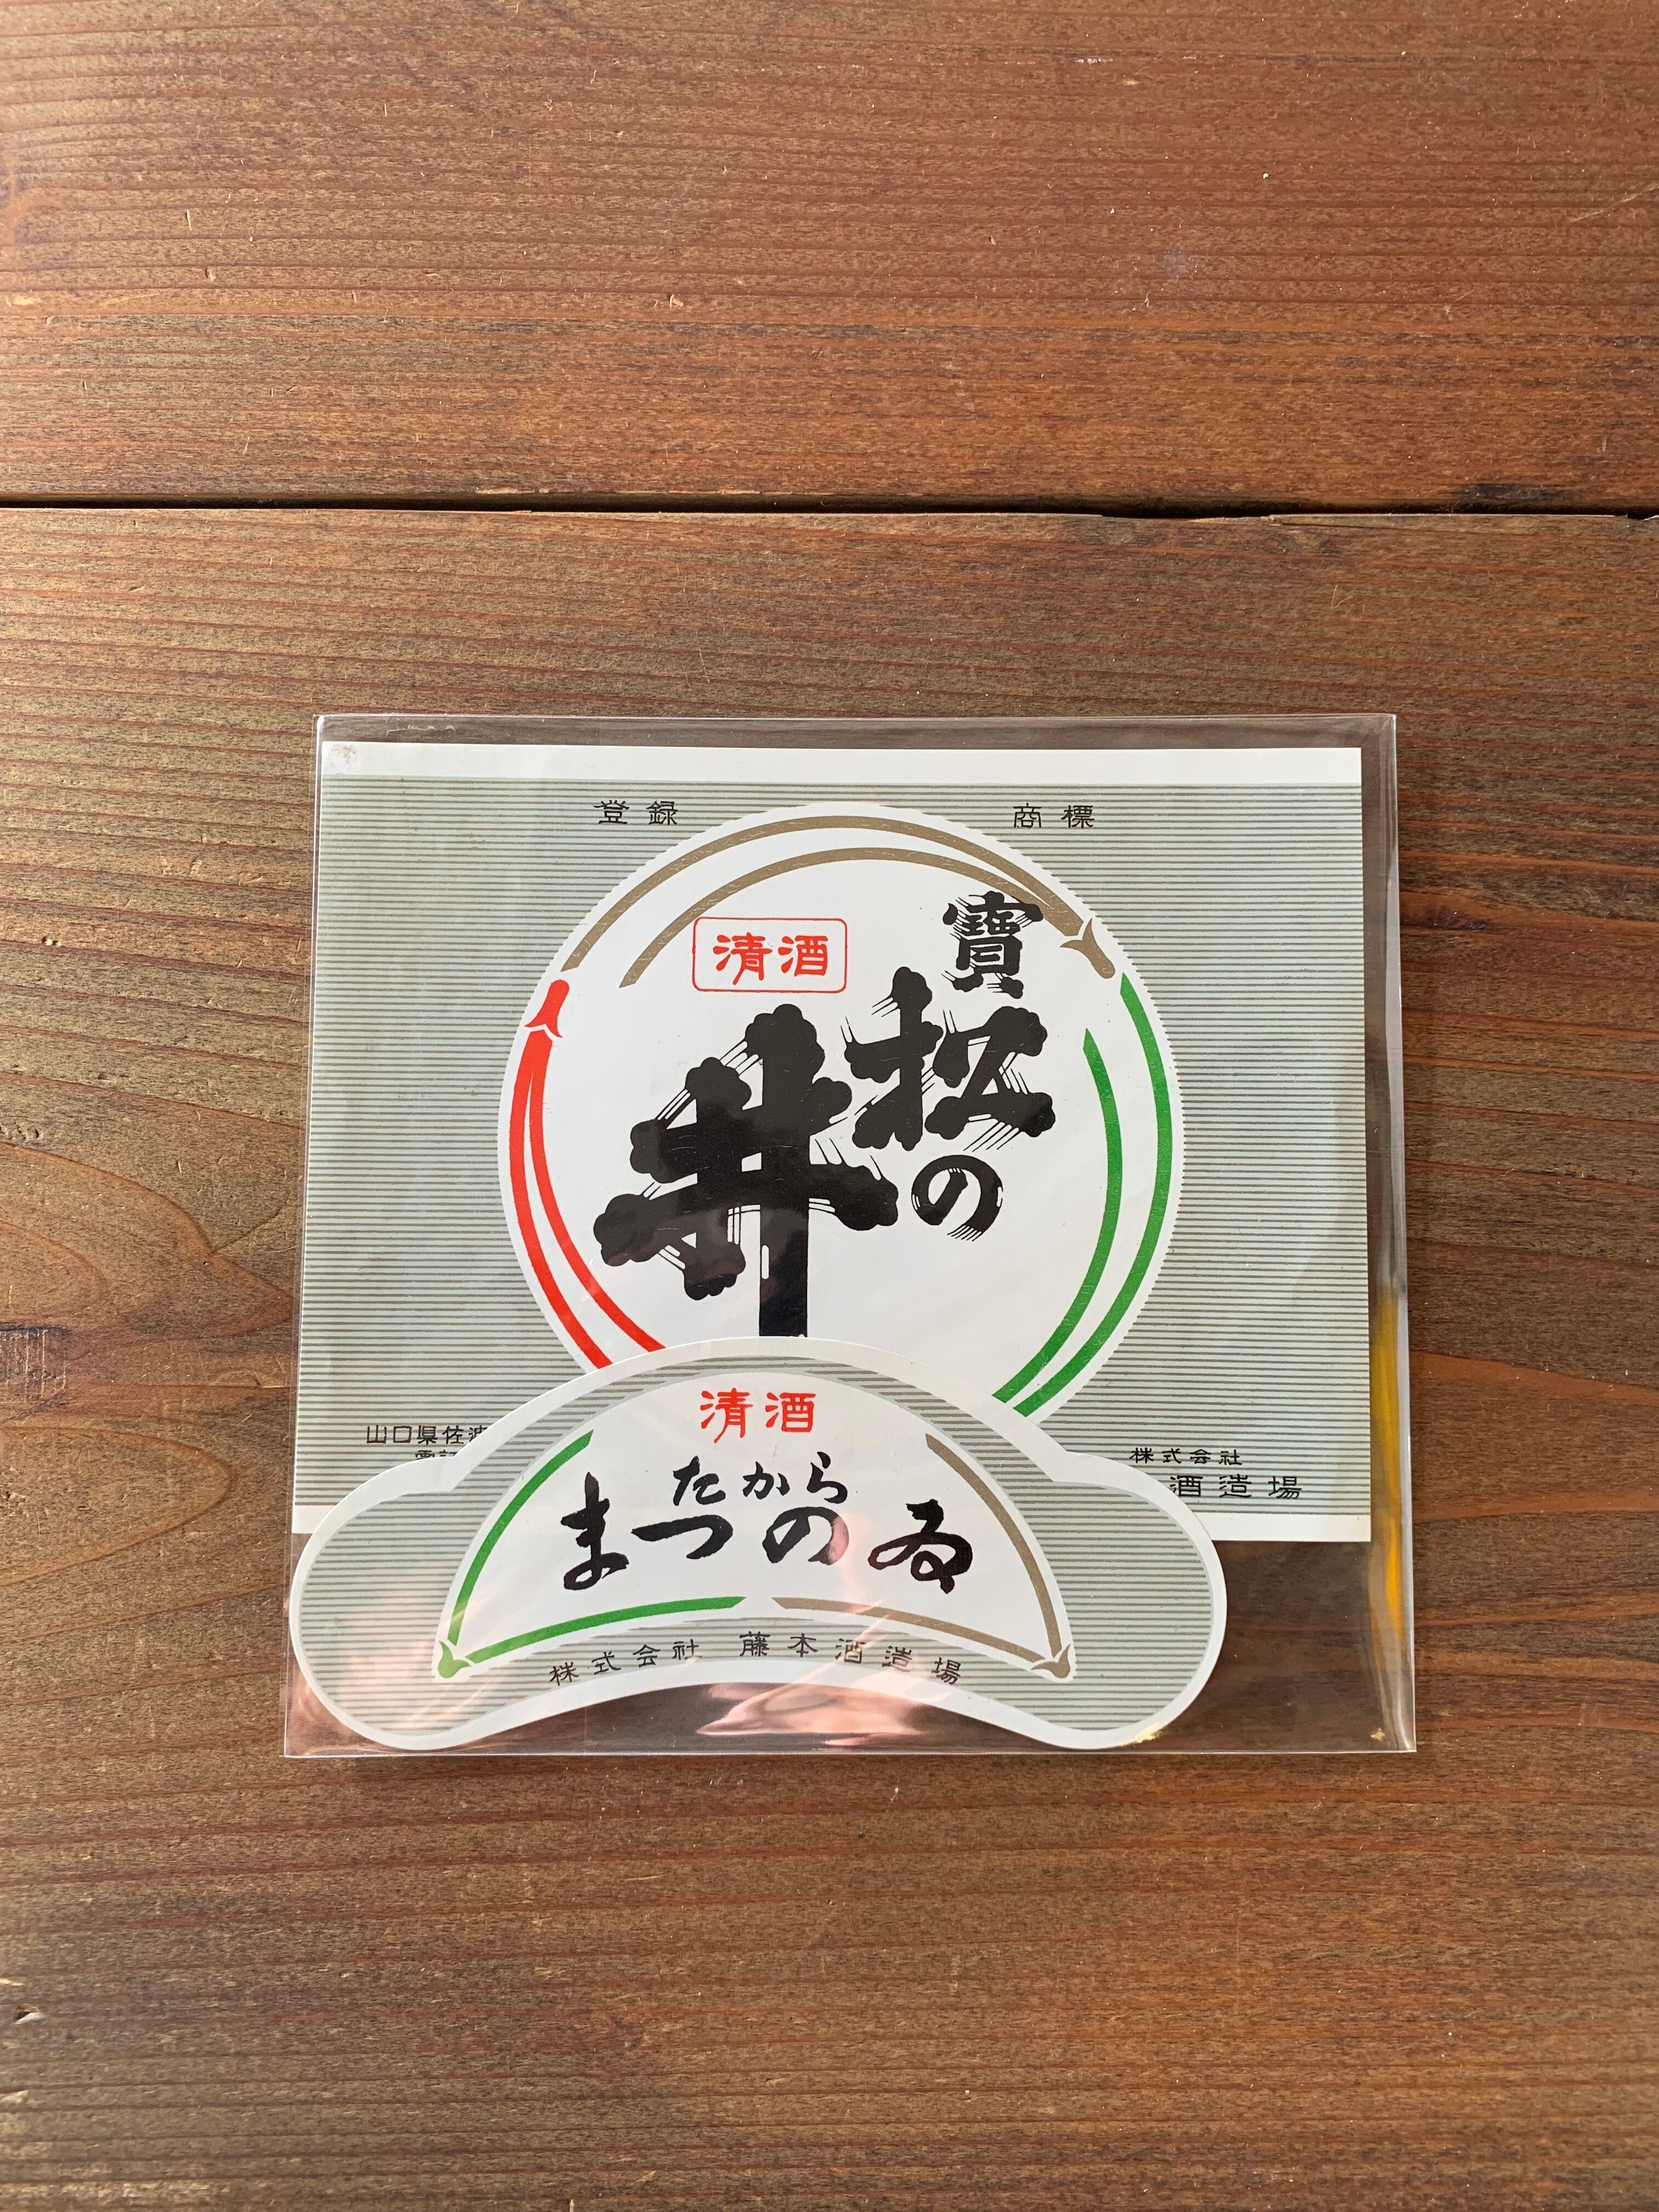 登録 商標
清酒
寶
松の
井
山口県佐波
株式会社
酒造場
清酒
たから
まつのゐ
株式会社 藤本酒造場